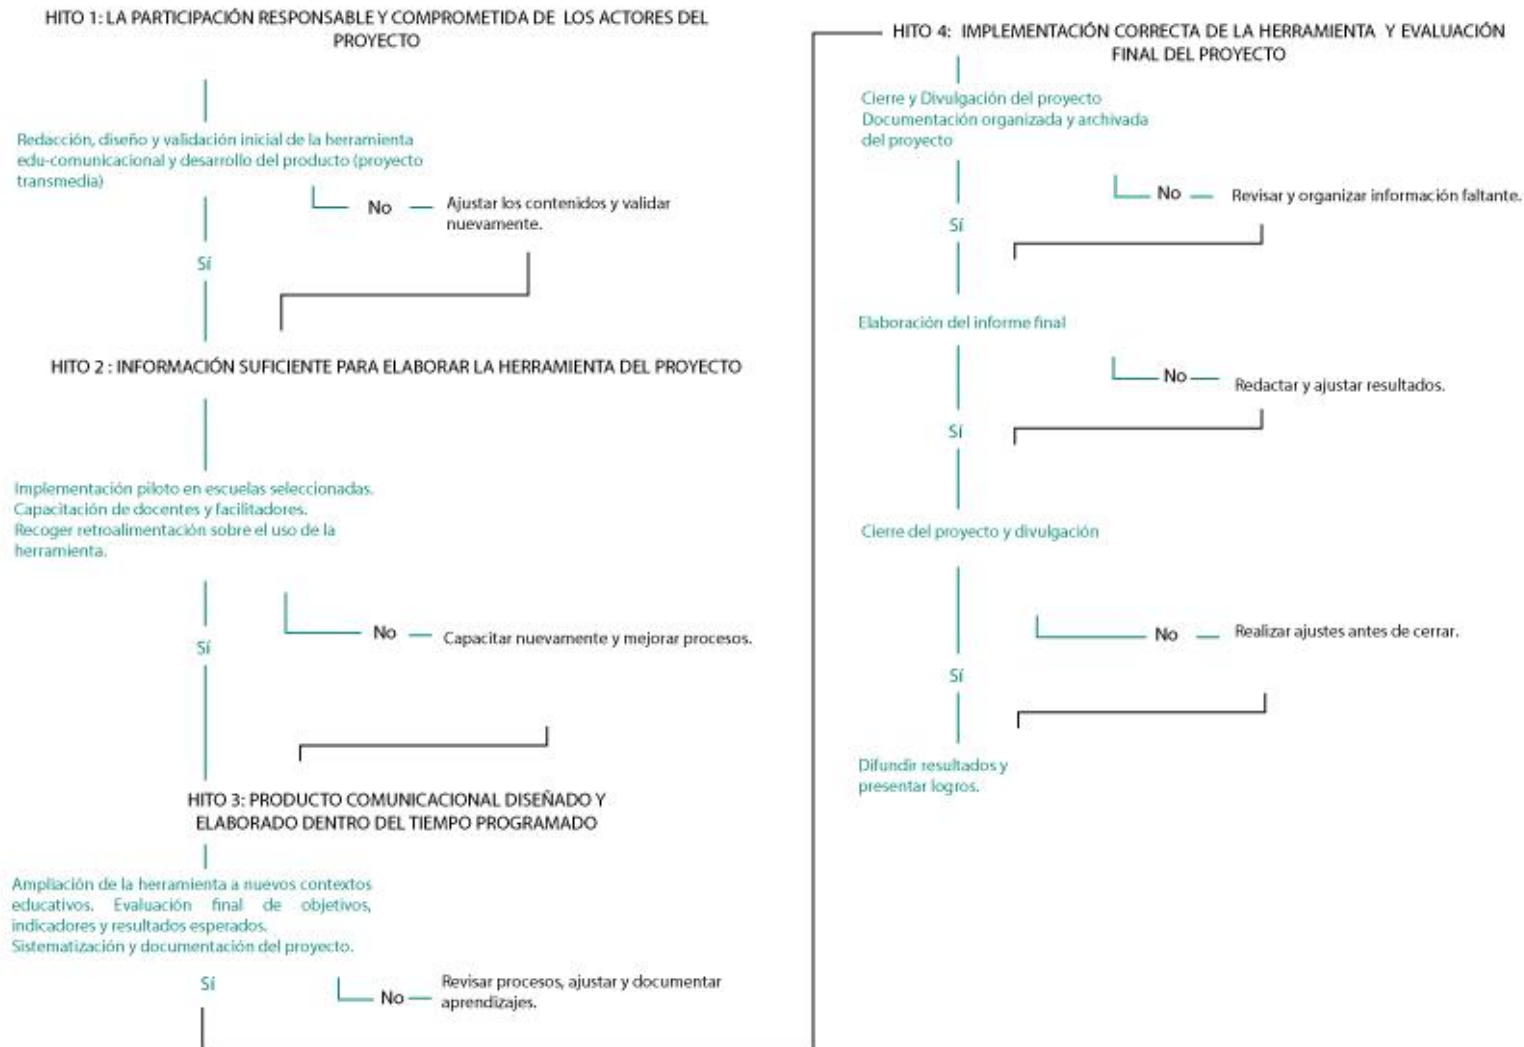 HITO 1: LA PARTICIPACIÓN RESPONSABLE Y COMPROMETIDA DE LOS ACTORES DEL
PROYECTO
Redacción, diseño y validación inicial de la herramienta
edu-comunicacional y desarrollo del producto (proyecto
transmedia)
No
Ajustar los contenidos y validar
nuevamente.
Sí
HITO 2 : INFORMACIÓN SUFICIENTE PARA ELABORAR LA HERRAMIENTA DEL PROYECTO
Implementación piloto en escuelas seleccionadas.
Capacitación de docentes y facilitadores.
Recoger retroalimentación sobre el uso de la
herramienta.
No
Capacitar nuevamente y mejorar procesos.
Sí
HITO 3: PRODUCTO COMUNICACIONAL DISEÑADO Y
ELABORADO DENTRO DEL TIEMPO PROGRAMADO
Ampliación de la herramienta a nuevos contextos
educativos. Evaluación final de objetivos,
indicadores y resultados esperados.
Sistematización y documentación del proyecto.
Sí
No
Revisar procesos, ajustar y documentar
aprendizajes.
HITO 4: IMPLEMENTACIÓN CORRECTA DE LA HERRAMIENTA Y EVALUACIÓN
FINAL DEL PROYECTO
Cierre y Divulgación del proyecto
Documentación organizada y archivada
del proyecto
No
Revisar y organizar información faltante.
Sí
Elaboración del informe final
No
Redactar y ajustar resultados.
Sí
Cierre del proyecto y divulgación
No
Realizar ajustes antes de cerrar.
Sí
Difundir resultados y
presentar logros.